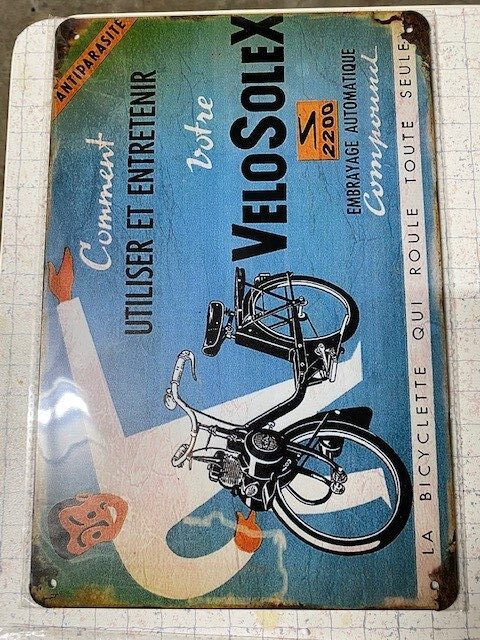 ANTIPARASITE
Comment
UTILISER ET ENTRETENIR
votre
VELOSOLEX
S 2200
EMBRAYAGE AUTOMATIQUE
Compound
LA BICYCLETTE QUI ROULE TOUTE SEULE